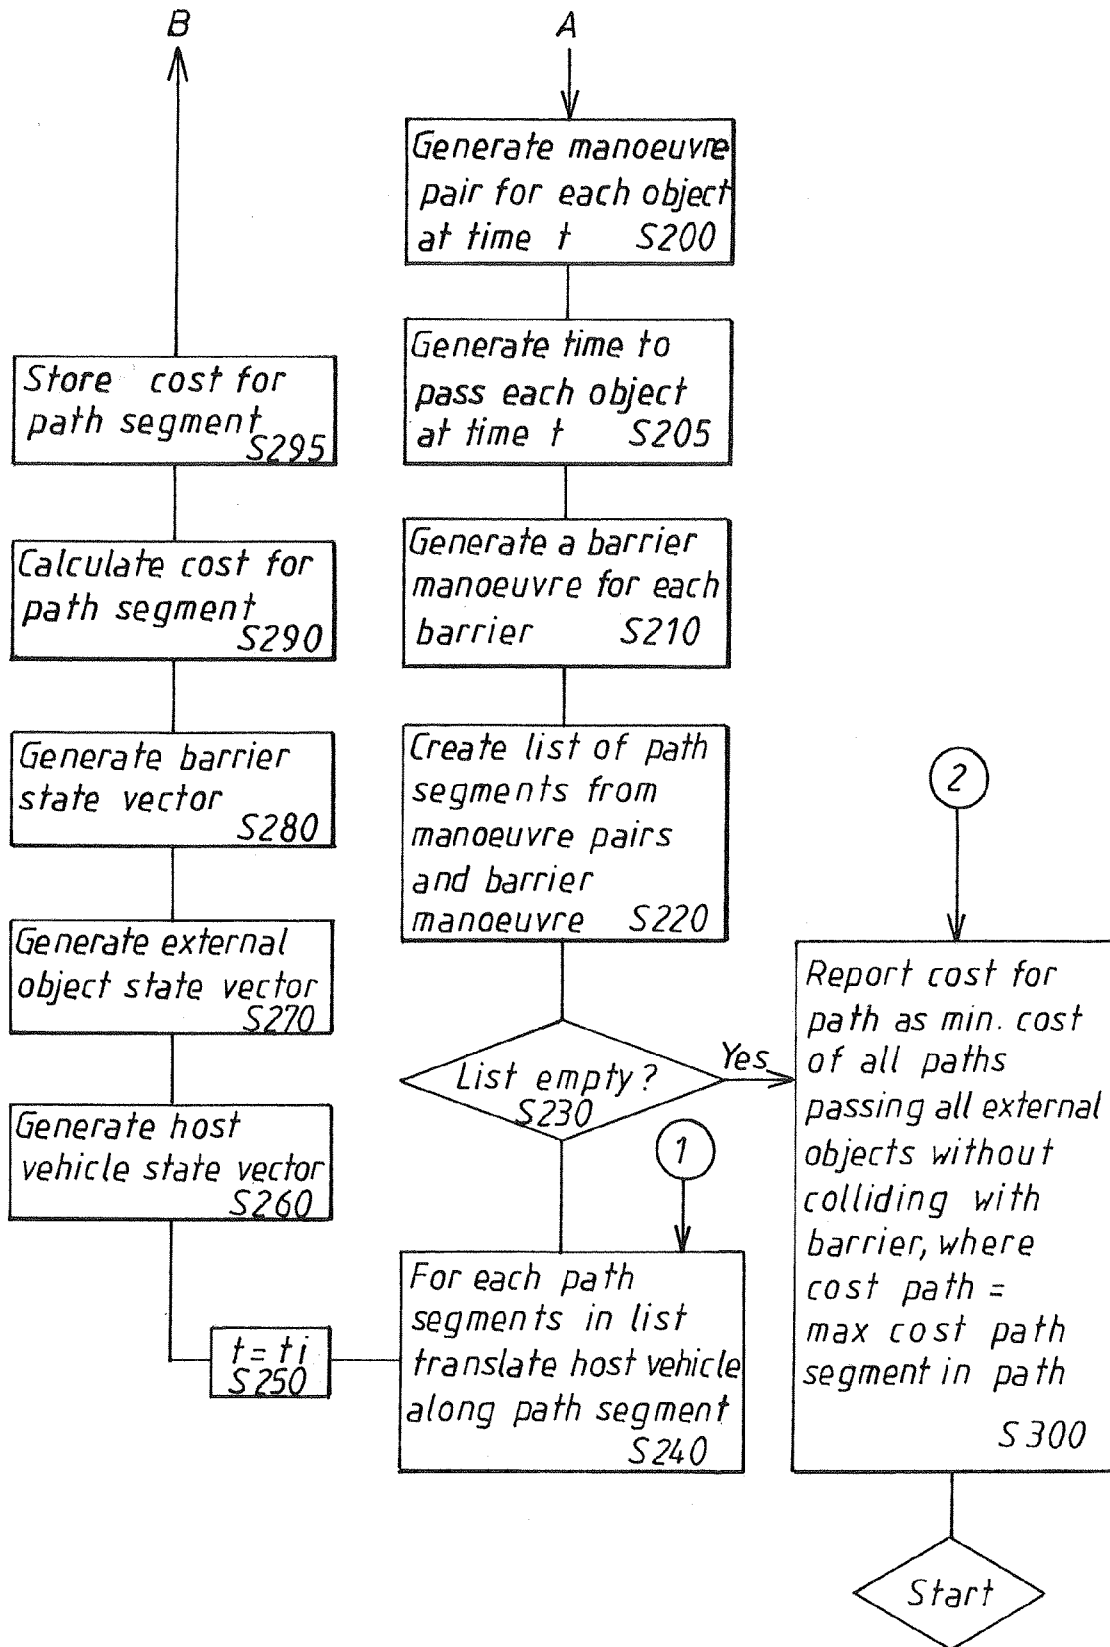 B
A
Generate manoeuvre
pair for each object
at time t S200
Generate time to
pass each object
at time t S205
Generate a barrier
manoeuvre for each
barrier S210
Create list of path
segments from
manoeuvre pairs
and barrier
manoeuvre S220
List empty?
S230
Yes
1
For each path
segments in list
translate host vehicle
along path segment
S240
t = ti
S250
Generate host
vehicle state vector
S260
Generate external
object state vector
S270
Generate barrier
state vector
S280
Calculate cost for
path segment
S290
Store cost for
path segment
S295
2
Report cost for
path as min. cost
of all paths
passing all external
objects without
colliding with
barrier, where
cost path =
max cost path
segment in path
S300
Start